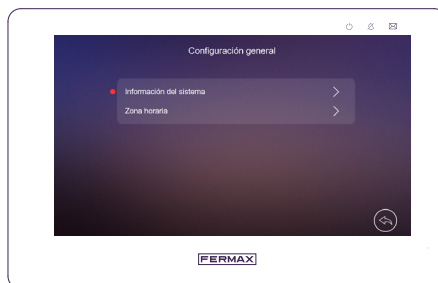 Configuración general
Información del sistema
Zona horaria
FERMAX